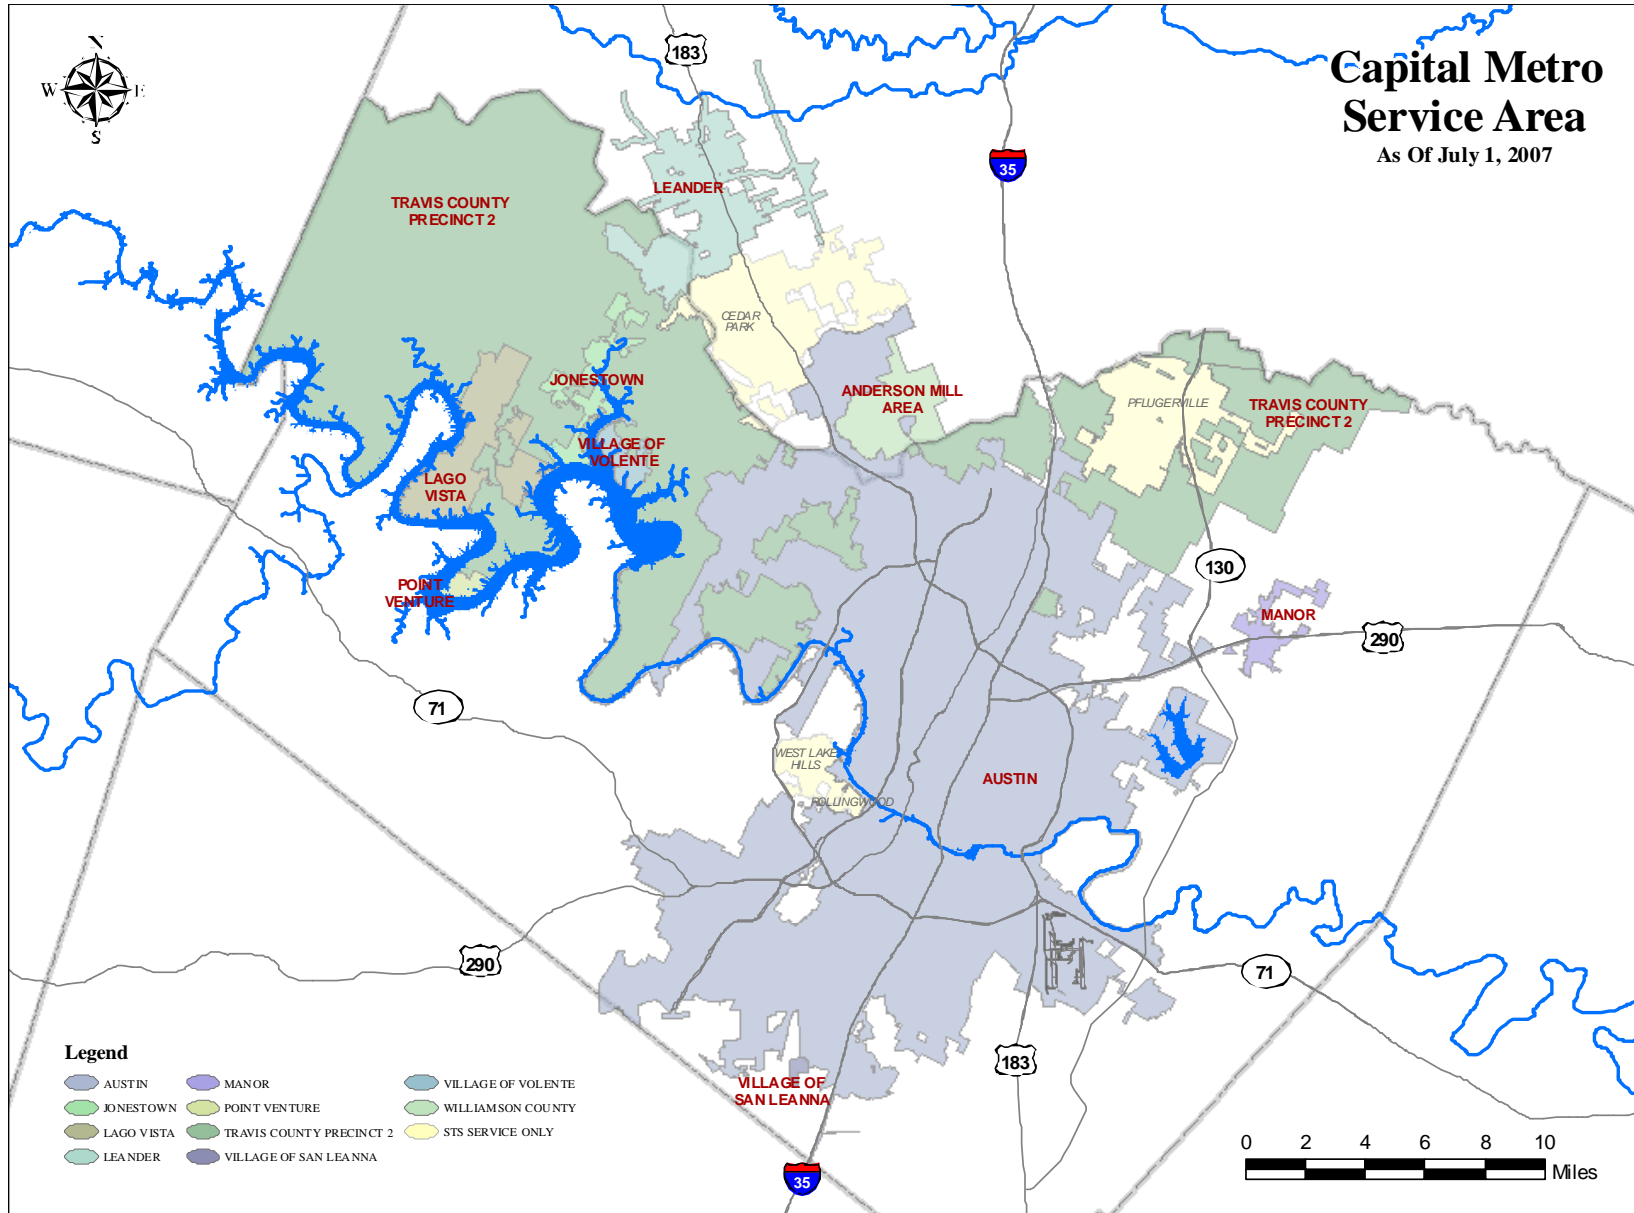 Capital Metro
Service Area
As Of July 1, 2007
N
W
E
S
183
35
LEANDER
TRAVIS COUNTY
PRECINCT 2
CEDAR
PARK
JONESTOWN
ANDERSON MILL
AREA
PFLUGERVILLE
TRAVIS COUNTY
PRECINCT 2
VILLAGE OF
VOLENTE
LAGO
VISTA
POINT
VENTURE
130
MANOR
290
71
WEST LAKE
HILLS
ROLLINGWOOD
AUSTIN
290
71
183
VILLAGE OF
SAN LEANNA
35
Legend
AUSTIN
JONESTOWN
LAGO VISTA
LEANDER
MANOR
POINT VENTURE
TRAVIS COUNTY PRECINCT 2
VILLAGE OF SAN LEANNA
VILLAGE OF VOLENTE
WILLIAMSON COUNTY
STS SERVICE ONLY
0 2 4 6 8 10
Miles